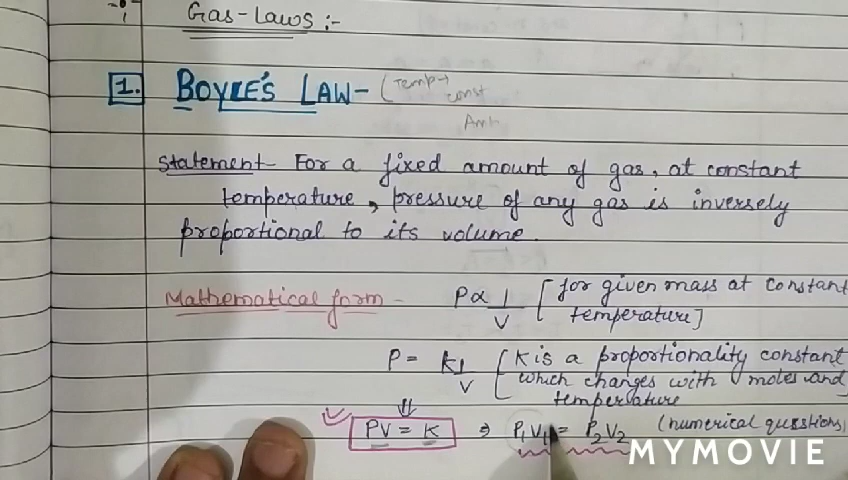 Gas-Laws :-
1. BOYLE'S LAW- (Temp→
const
Amt
Statement- For a fixed amount of gas, at constant
temperature, pressure of any gas is inversely
proportional to its volume.
Mathematical form- P∝ 1/V [for given mass at constant
temperature]
P= k 1/V [K is a proportionality constant
which changes with moles and
temperature
⇓
PV = K ⇒ P₁V₁ = P₂V₂ (numerical questions)
MYMOVIE